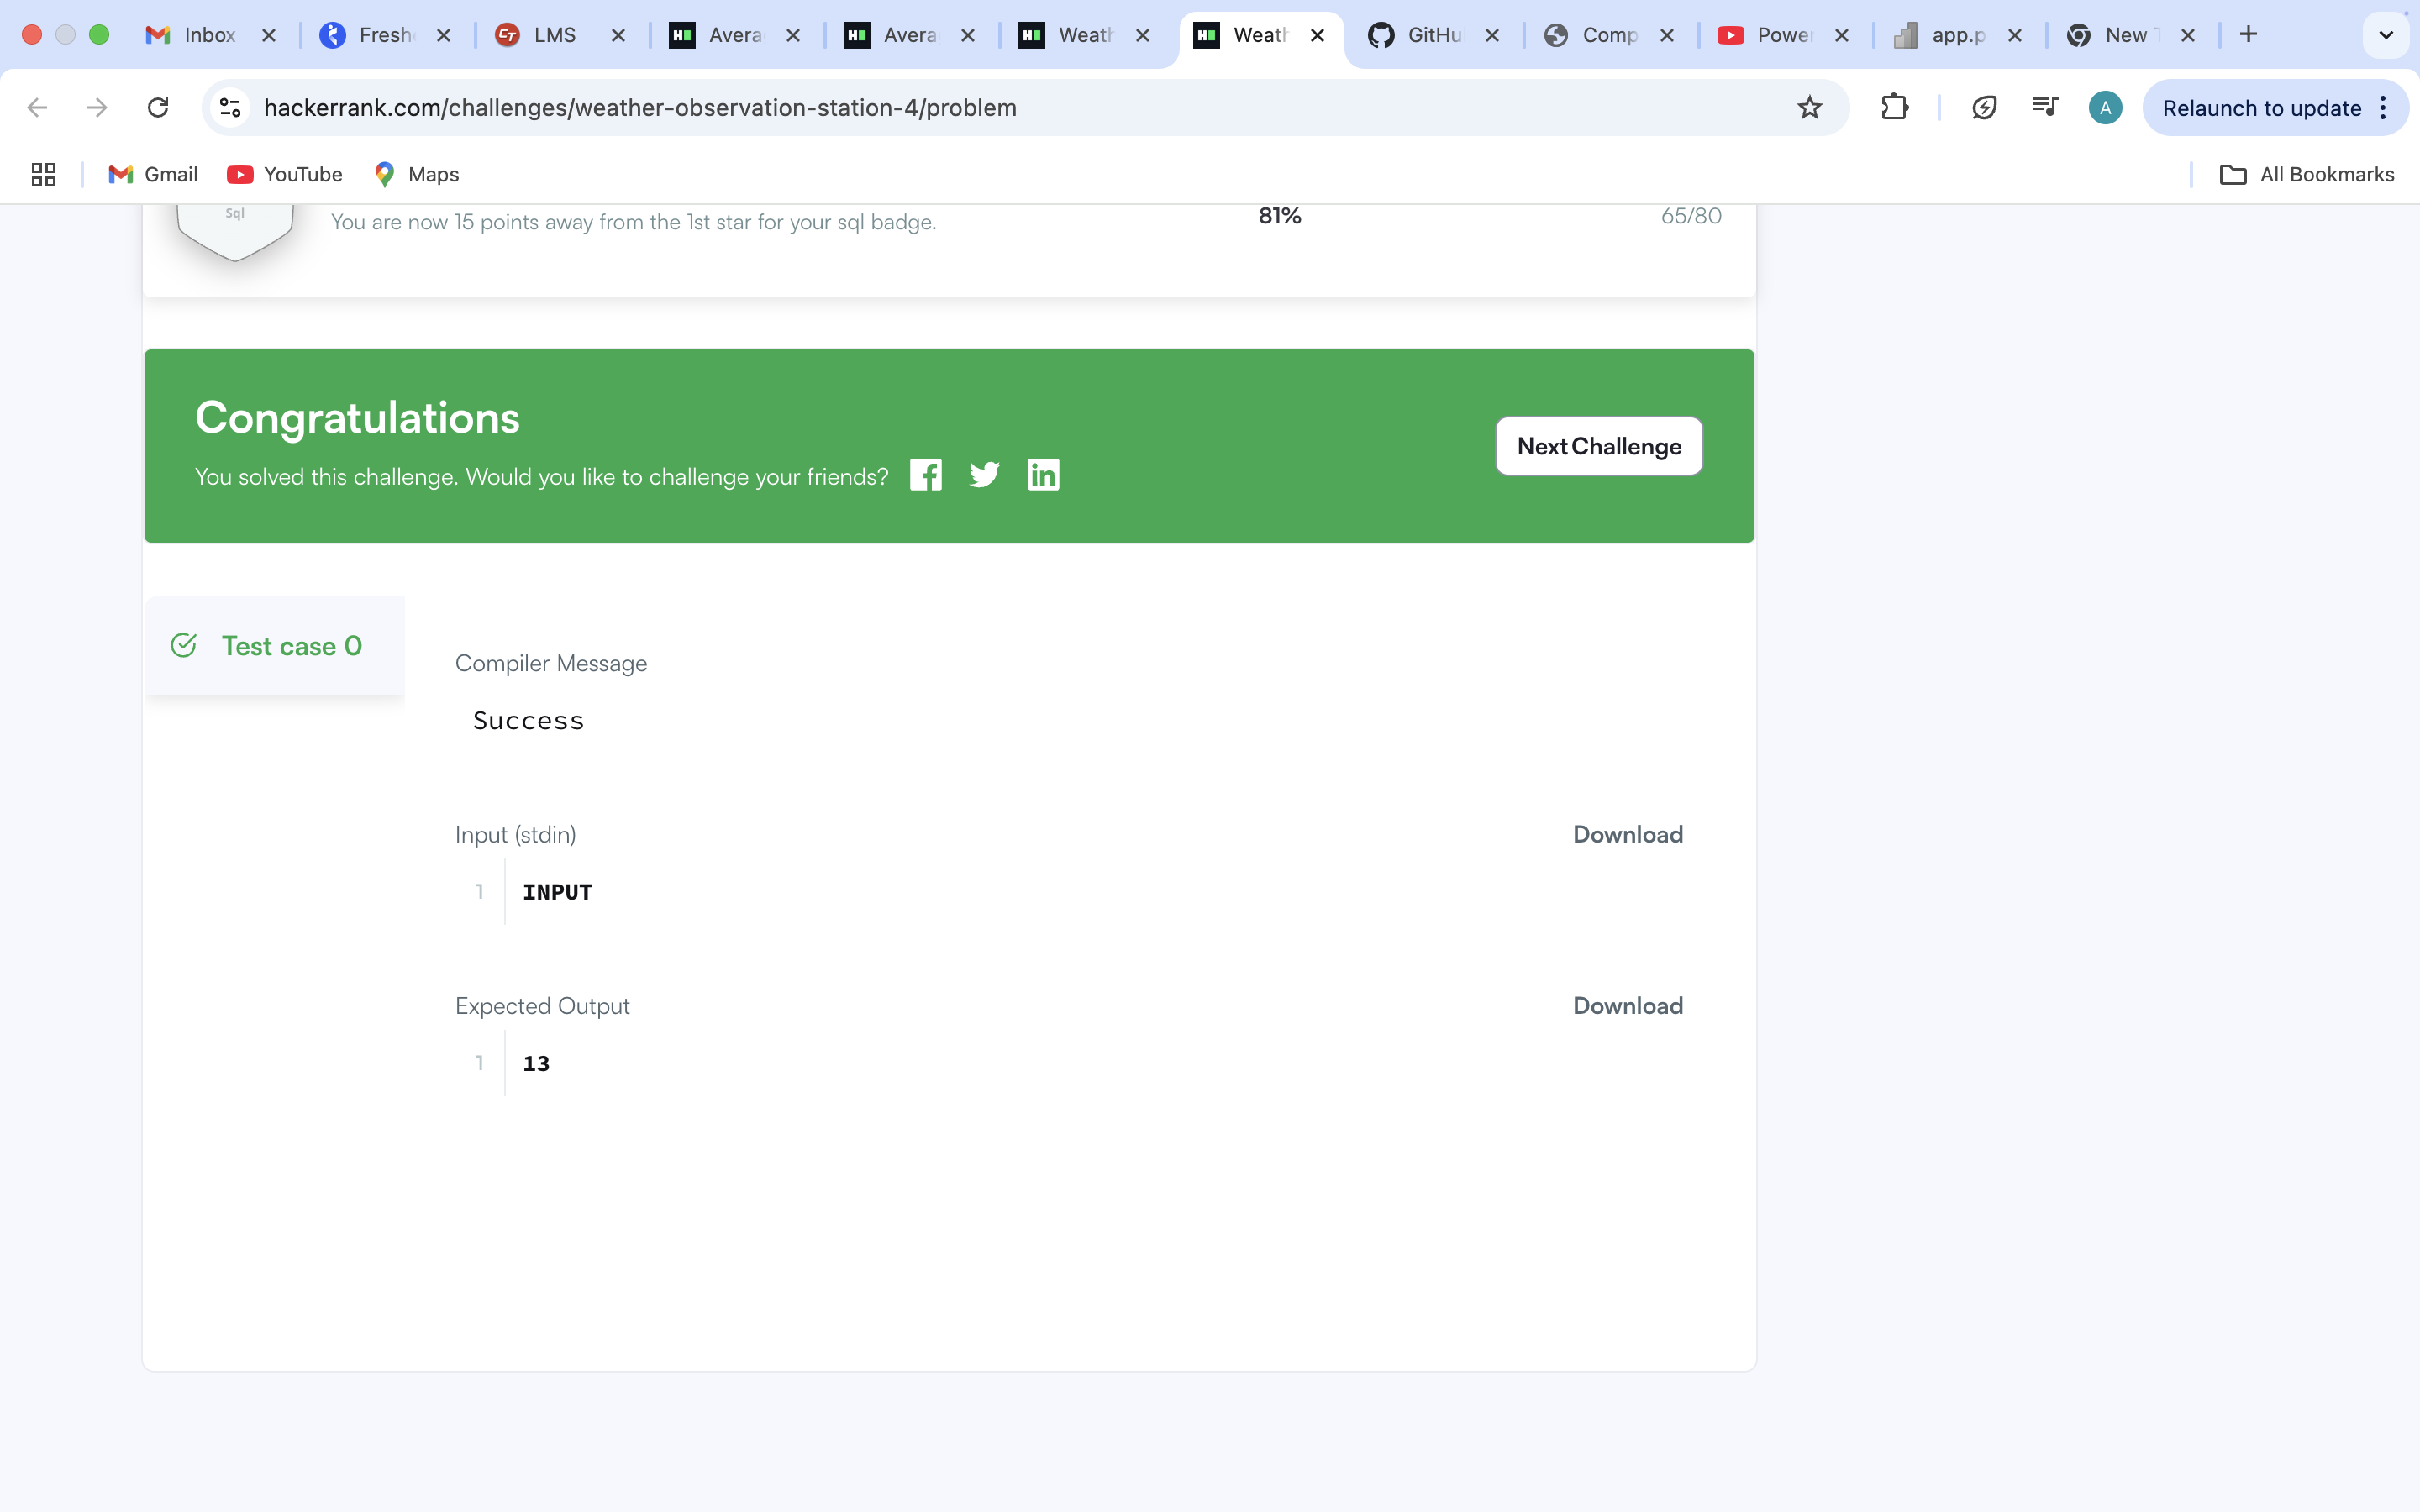 Inbox
Fresh
LMS
Avera
Avera
Weath
Weath
GitHu
Comp
Power
app.p
New T
hackerrank.com/challenges/weather-observation-station-4/problem
A
Relaunch to update
Gmail
YouTube
Maps
All Bookmarks
Sql
You are now 15 points away from the 1st star for your sql badge.
81%
65/80
Congratulations
You solved this challenge. Would you like to challenge your friends?
Next Challenge
Test case 0
Compiler Message
Success
Input (stdin)
Download
1
INPUT
Expected Output
Download
1
13